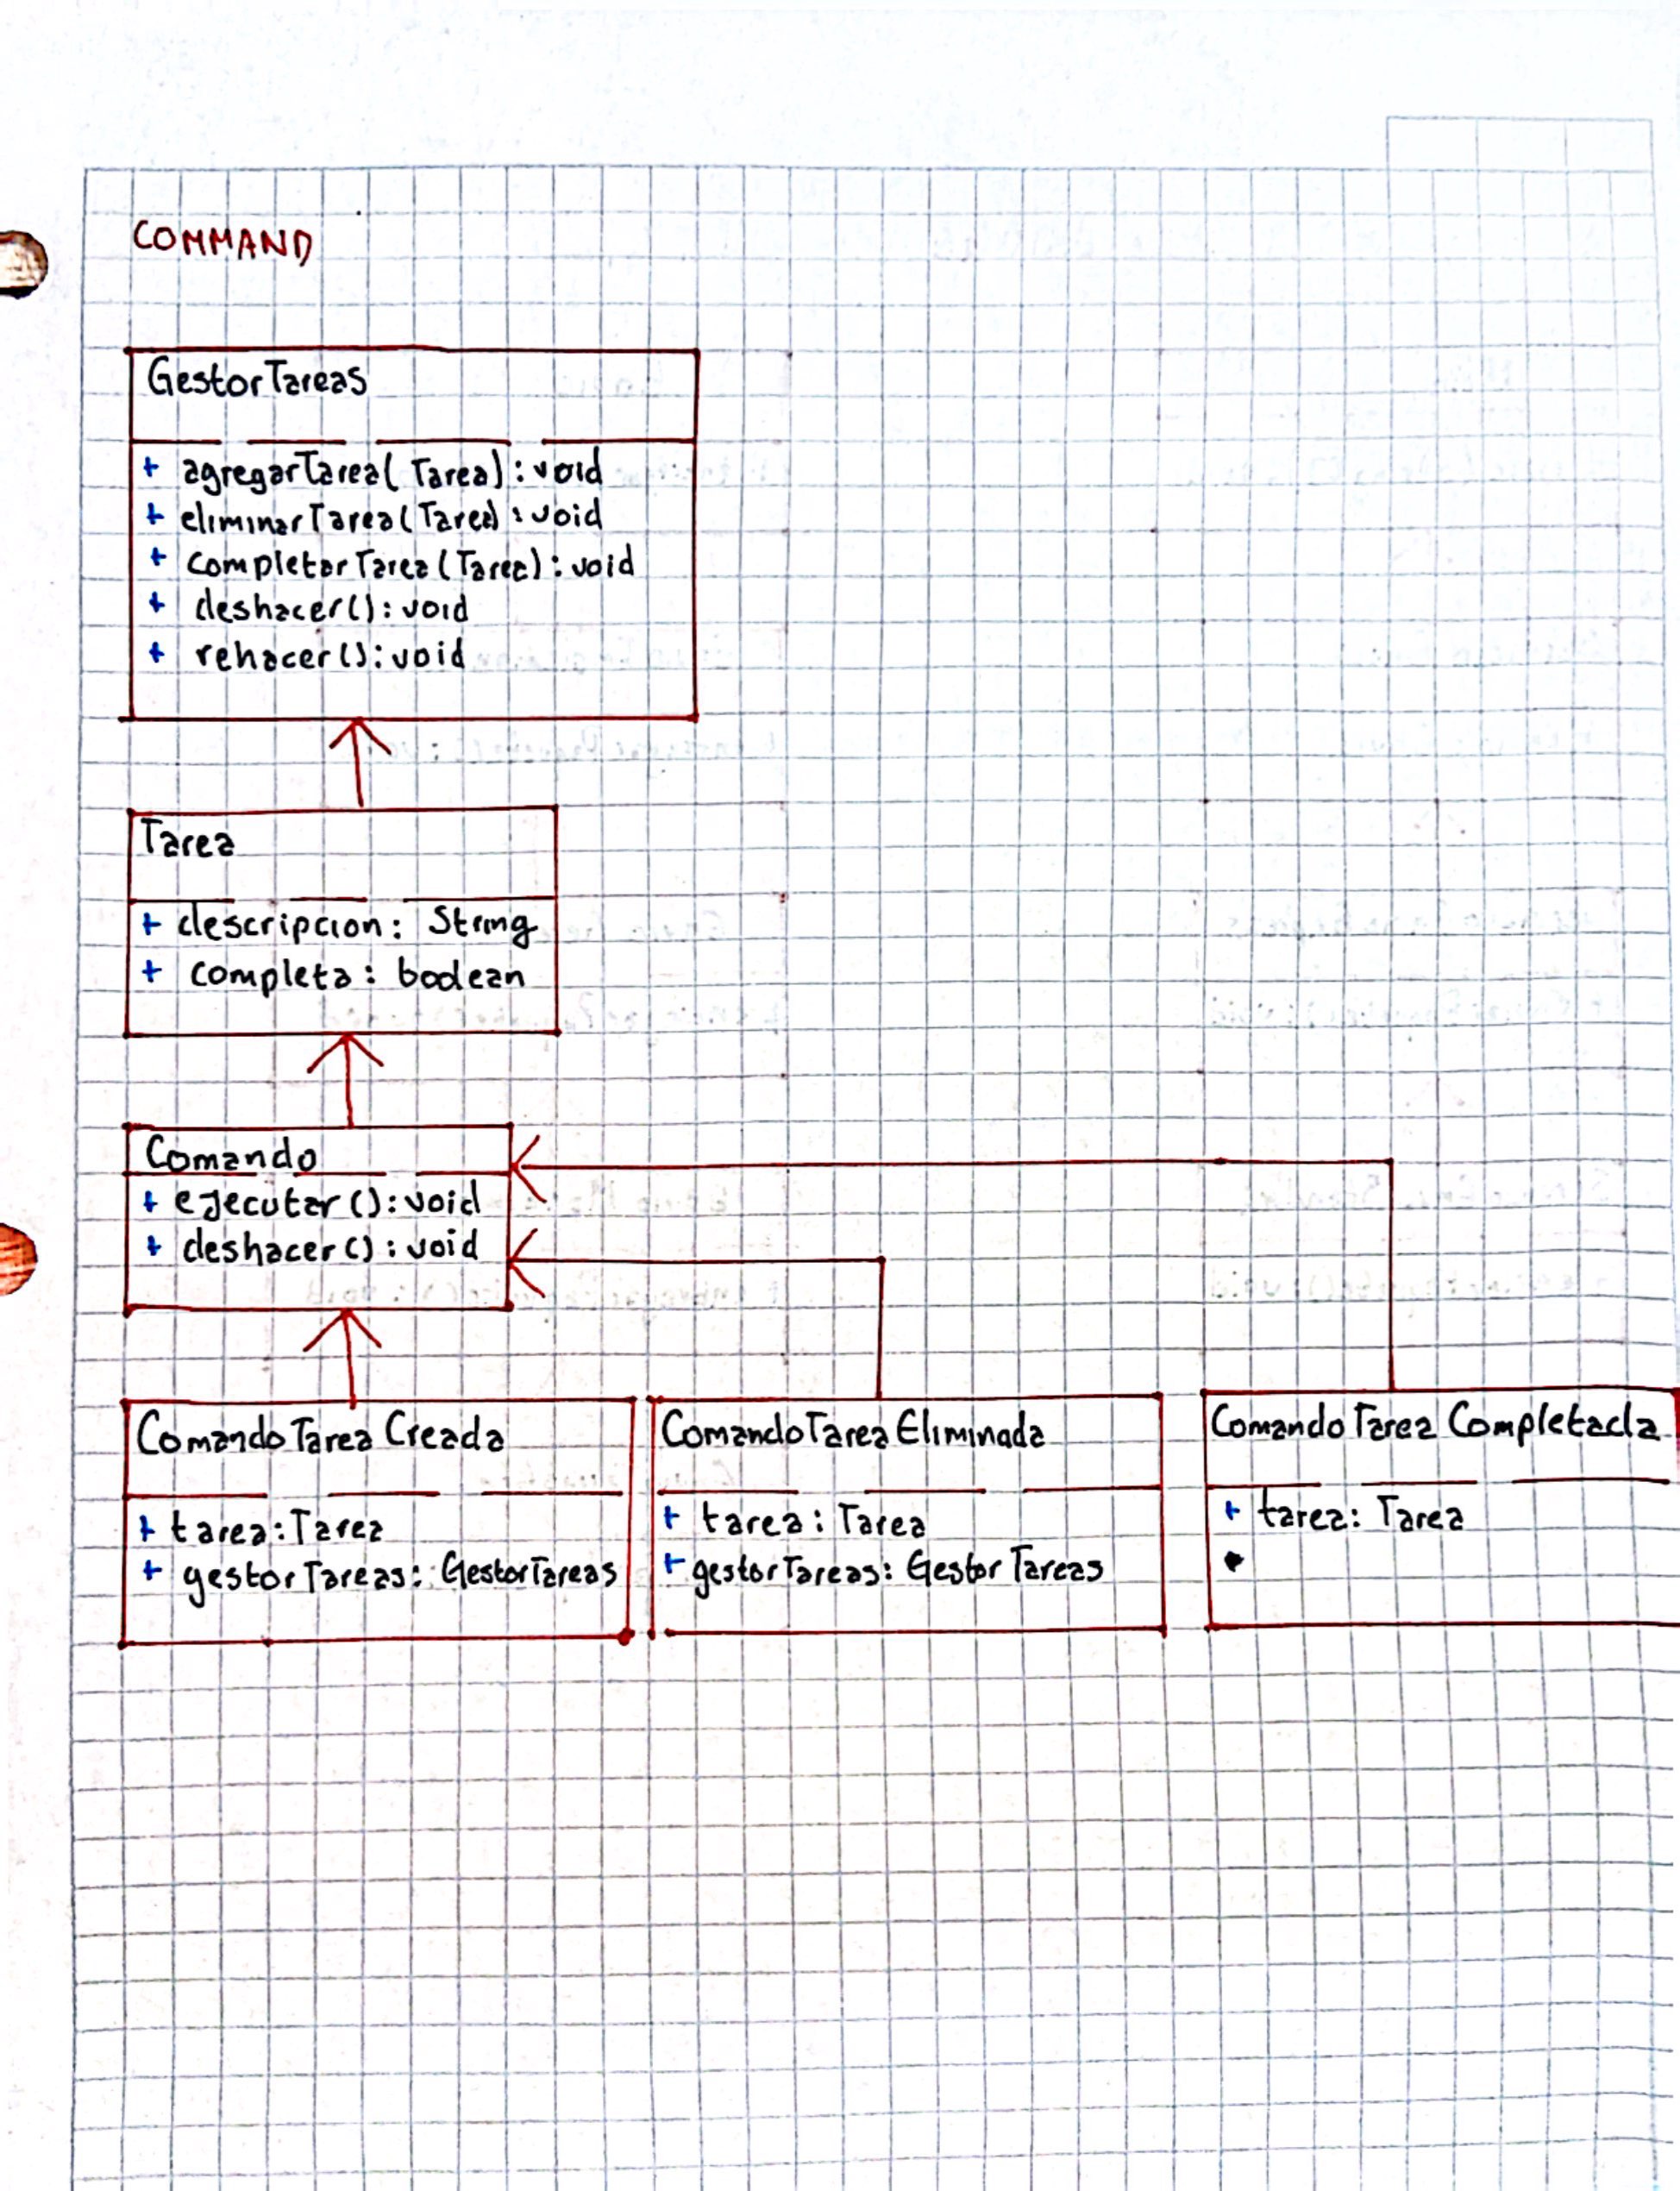 COMMAND
GestorTareas
+ agregarTarea(Tarea): void
+ eliminarTarea(Tarea): void
+ completarTarea(Tarea): void
+ deshacer(): void
+ rehacer(): void
Tarea
+ descripcion: String
+ completa: boolean
Comando
+ ejecutar(): void
+ deshacer(): void
ComandoTareaCreada
+ tarea: Tarea
+ gestorTareas: GestorTareas
ComandoTareaEliminada
+ tarea: Tarea
+ gestorTareas: GestorTareas
ComandoTareaCompletada
+ tarea: Tarea